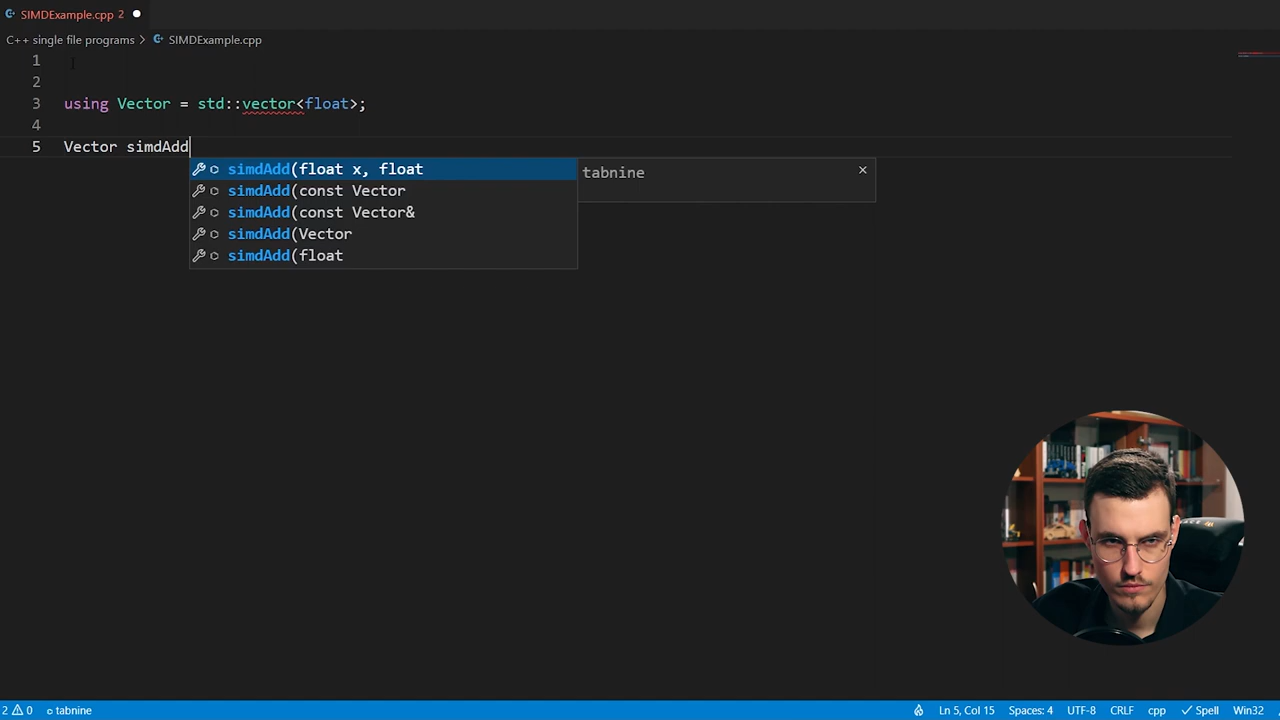 SIMDExample.cpp 2
C++ single file programs > SIMDExample.cpp
1
2
3 using Vector = std::vector<float>;
4
5 Vector simdAdd
simdAdd(float x, float tabnine
simdAdd(const Vector
simdAdd(const Vector&
simdAdd(Vector
simdAdd(float
2 0 tabnine Ln 5, Col 15 Spaces: 4 UTF-8 CRLF cpp Spell Win32